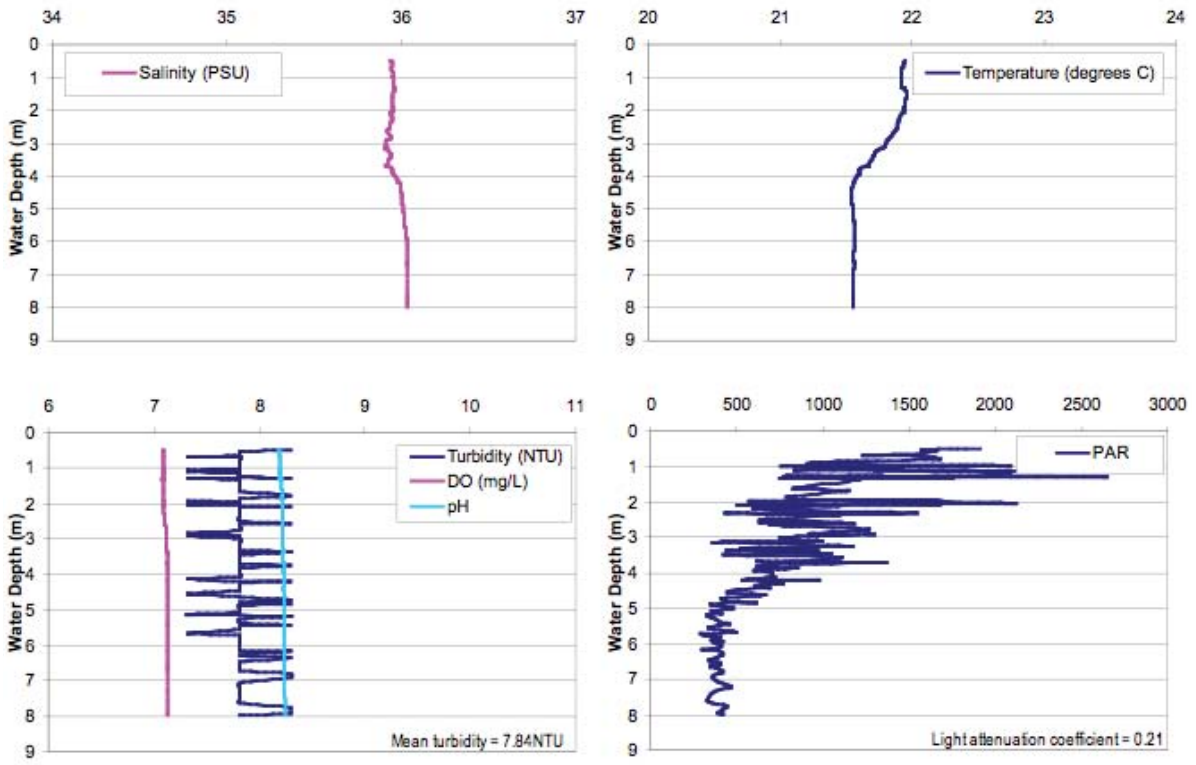 34 35 36 37
0
1
2
3
4
5
6
7
8
9
Water Depth (m)
Salinity (PSU)
20 21 22 23 24
0
1
2
3
4
5
6
7
8
9
Water Depth (m)
Temperature (degrees C)
6 7 8 9 10 11
0
1
2
3
4
5
6
7
8
9
Water Depth (m)
Turbidity (NTU)
DO (mg/L)
pH
Mean turbidity = 7.84NTU
0 500 1000 1500 2000 2500 3000
0
1
2
3
4
5
6
7
8
9
Water Depth (m)
PAR
Light attenuation coefficient = 0.21